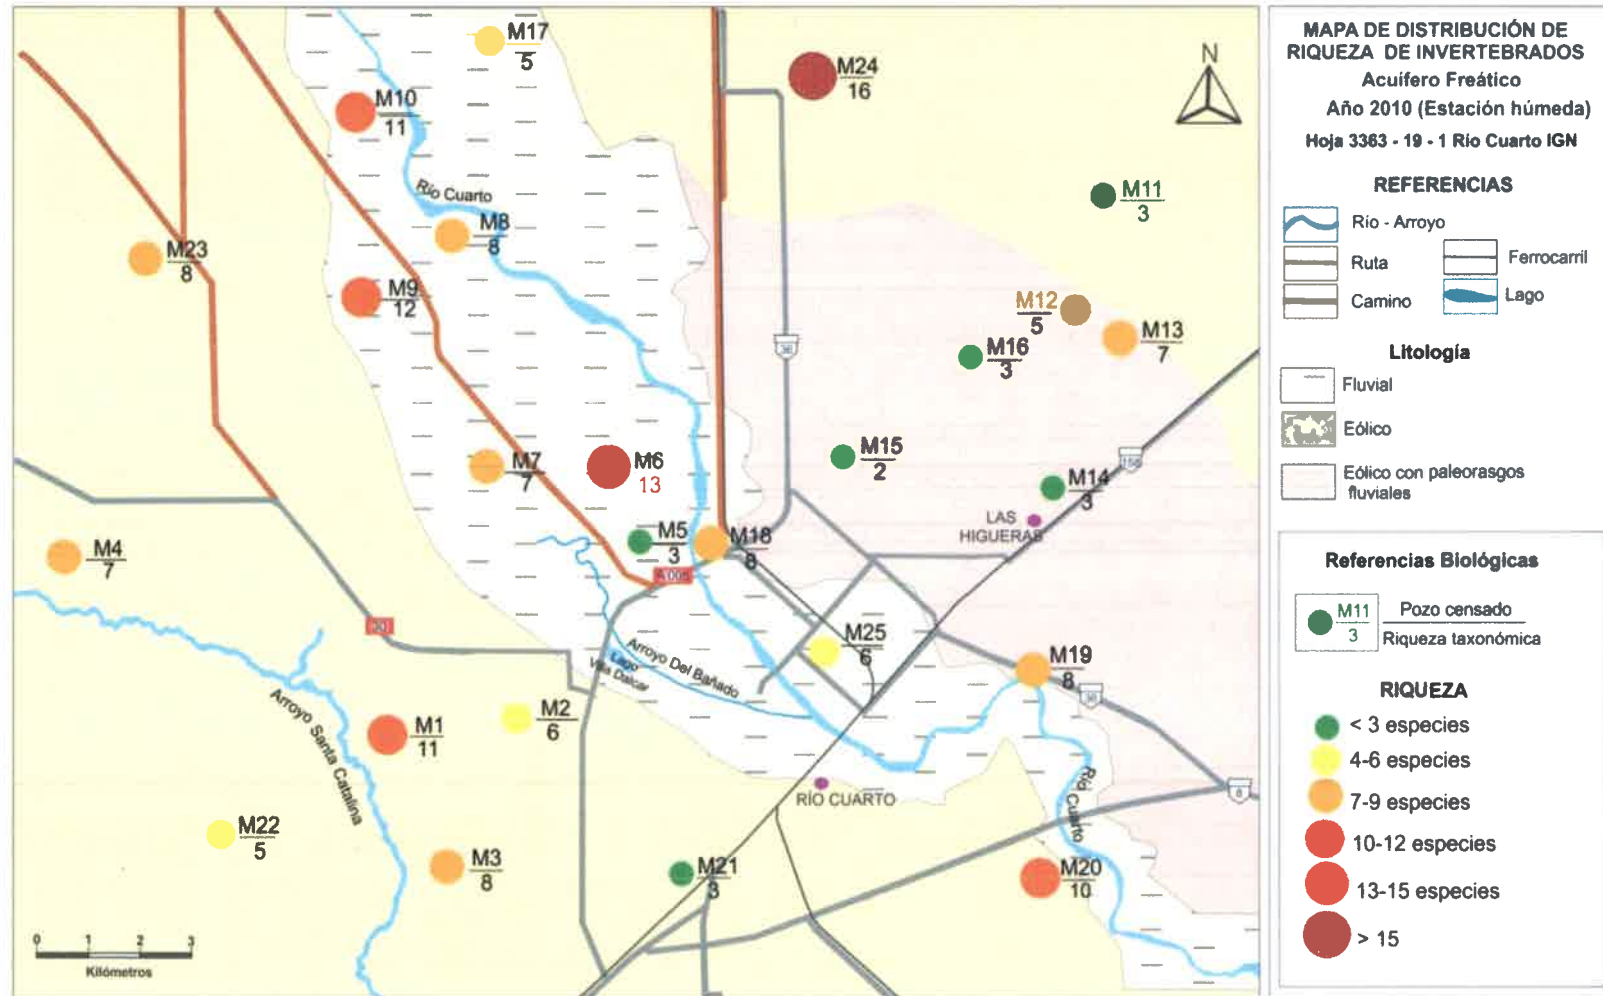 M17
5
M10
11
M24
16
Río Cuarto
M8
8
M11
3
M23
8
M9
12
M12
5
M13
7
36
M16
3
M7
7
M6
13
M15
2
158
M14
3
LAS
HIGUERAS
M5
3
M18
8
A 005
M4
7
30
M25
6
Arroyo Del Bañado
Lago
Villa Dalcar
M19
8
36
Arroyo Santa Catalina
M1
11
M2
6
Río Cuarto
RÍO CUARTO
8
M22
5
M3
8
M21
3
M20
10
0 1 2 3
Kilómetros
N
MAPA DE DISTRIBUCIÓN DE
RIQUEZA DE INVERTEBRADOS
Acuífero Freático
Año 2010 (Estación húmeda)
Hoja 3363 - 19 - 1 Río Cuarto IGN
REFERENCIAS
Río - Arroyo
Ruta
Ferrocarril
Camino
Lago
Litología
Fluvial
Eólico
Eólico con paleorasgos
fluviales
Referencias Biológicas
M11
3
Pozo censado
Riqueza taxonómica
RIQUEZA
< 3 especies
4-6 especies
7-9 especies
10-12 especies
13-15 especies
> 15